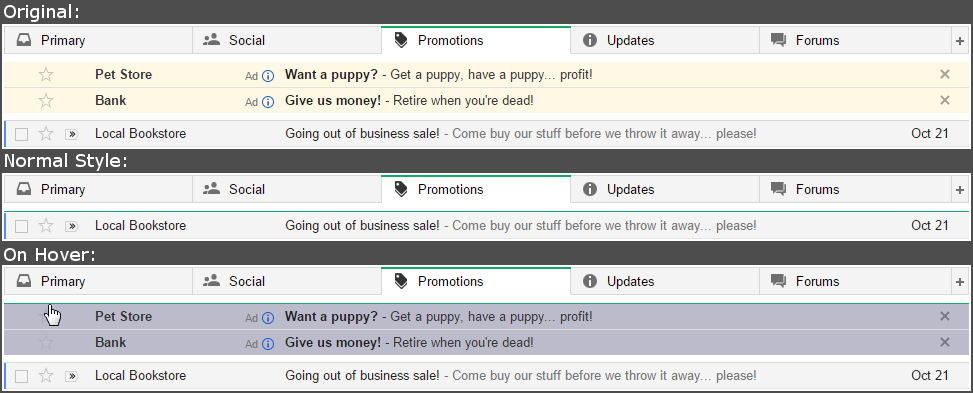 Original:
Primary Social Promotions Updates Forums +
Pet Store Ad Want a puppy? - Get a puppy, have a puppy... profit!
Bank Ad Give us money! - Retire when you're dead!
Local Bookstore Going out of business sale! - Come buy our stuff before we throw it away... please! Oct 21
Normal Style:
Primary Social Promotions Updates Forums +
Local Bookstore Going out of business sale! - Come buy our stuff before we throw it away... please! Oct 21
On Hover:
Primary Social Promotions Updates Forums +
Pet Store Ad Want a puppy? - Get a puppy, have a puppy... profit!
Bank Ad Give us money! - Retire when you're dead!
Local Bookstore Going out of business sale! - Come buy our stuff before we throw it away... please! Oct 21